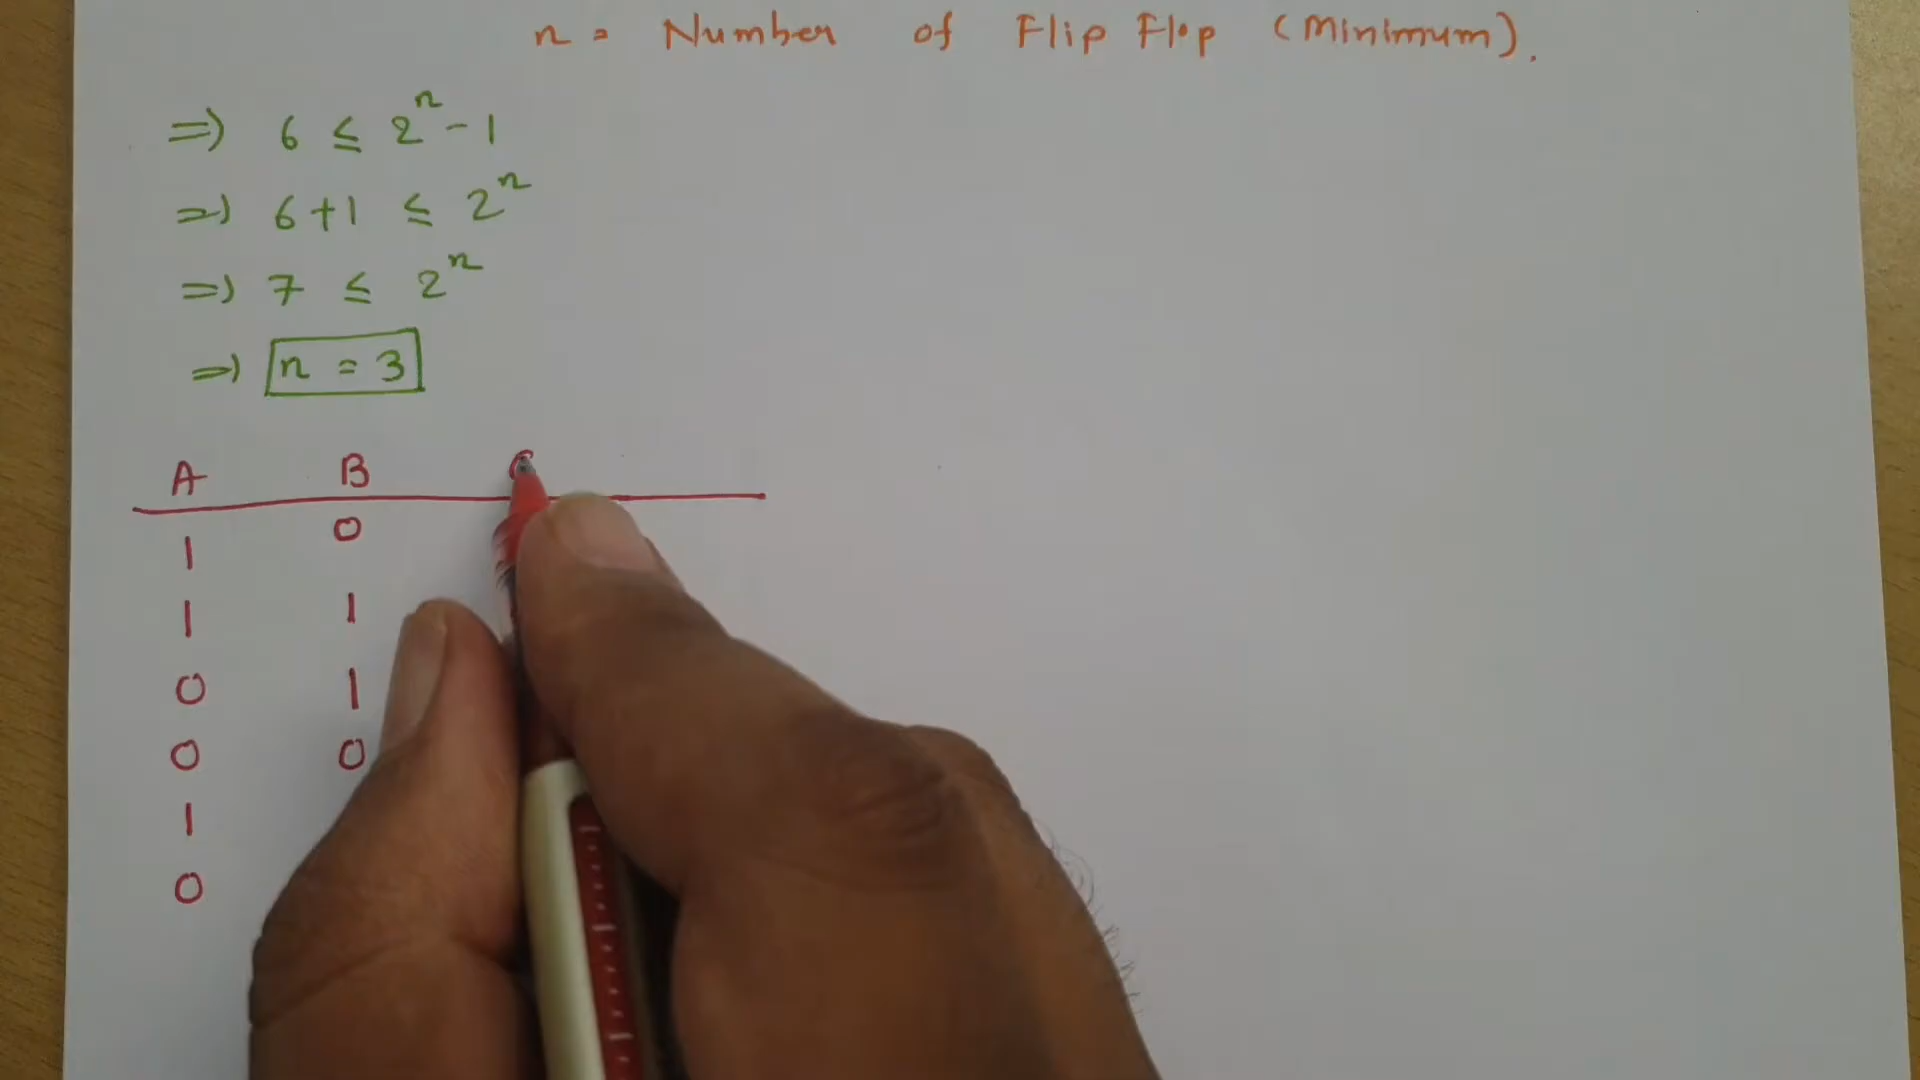 n = Number of Flip Flop (Minimum).
=> 6 ≤ 2^n - 1
=> 6+1 ≤ 2^n
=> 7 ≤ 2^n
=> n = 3
A B
1 0
1 1
0 1
0 0
1
0